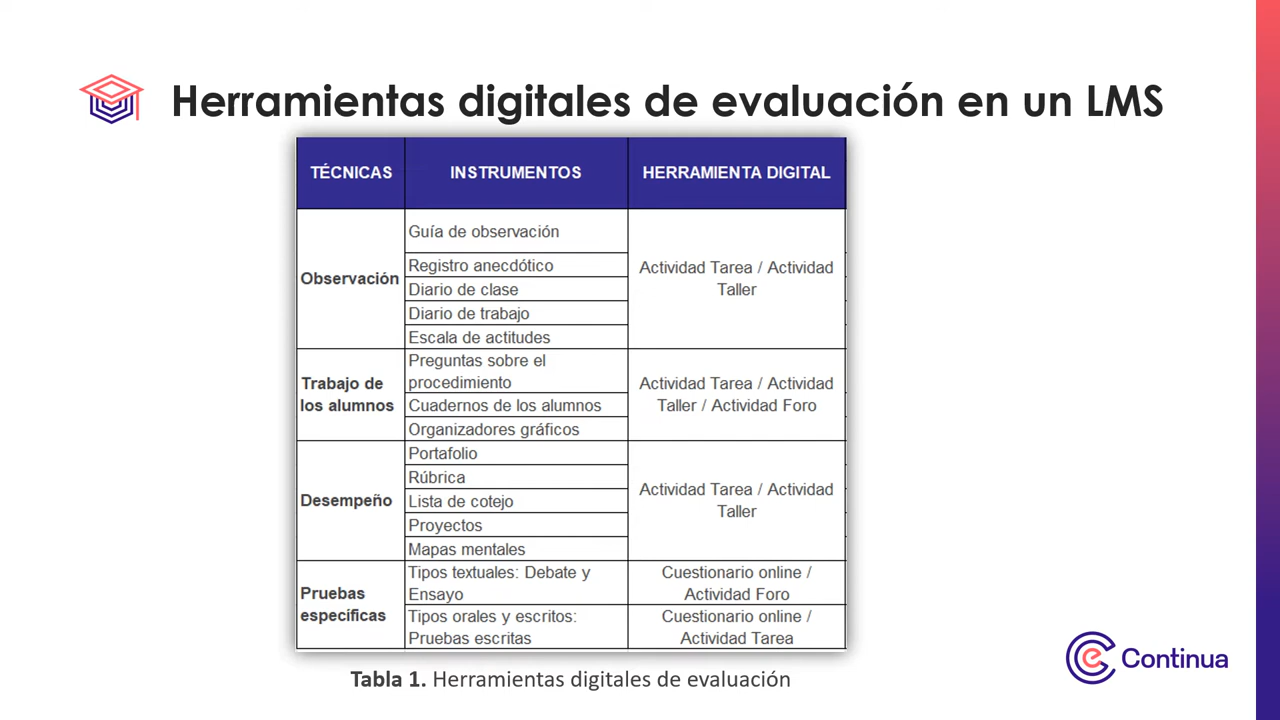 Herramientas digitales de evaluación en un LMS
TÉCNICAS
INSTRUMENTOS
HERRAMIENTA DIGITAL
Observación
Guía de observación
Registro anecdótico
Diario de clase
Diario de trabajo
Escala de actitudes
Actividad Tarea / Actividad
Taller
Trabajo de
los alumnos
Preguntas sobre el
procedimiento
Cuadernos de los alumnos
Organizadores gráficos
Actividad Tarea / Actividad
Taller / Actividad Foro
Desempeño
Portafolio
Rúbrica
Lista de cotejo
Proyectos
Mapas mentales
Actividad Tarea / Actividad
Taller
Pruebas
específicas
Tipos textuales: Debate y
Ensayo
Cuestionario online /
Actividad Foro
Tipos orales y escritos:
Pruebas escritas
Cuestionario online /
Actividad Tarea
Tabla 1. Herramientas digitales de evaluación
Continua